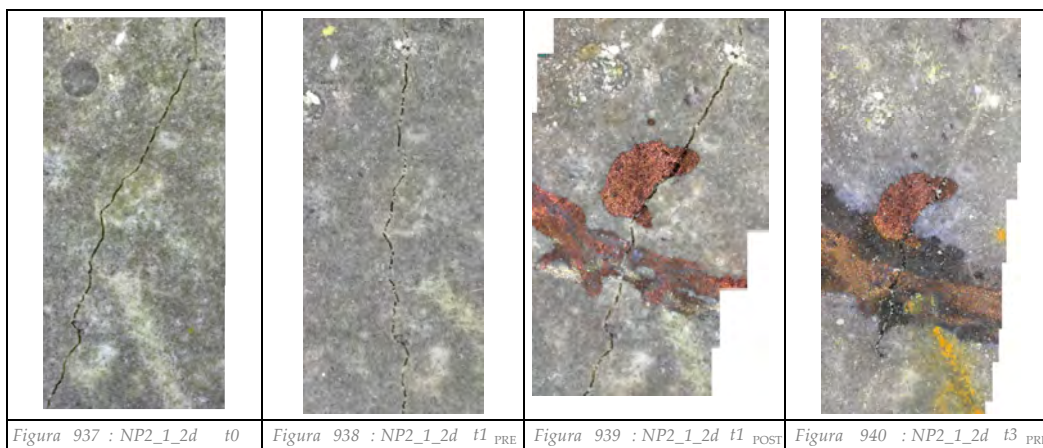 Figura 937 : NP2_1_2d t0
Figura 938 : NP2_1_2d t1 PRE
Figura 939 : NP2_1_2d t1 POST
Figura 940 : NP2_1_2d t3 PRE